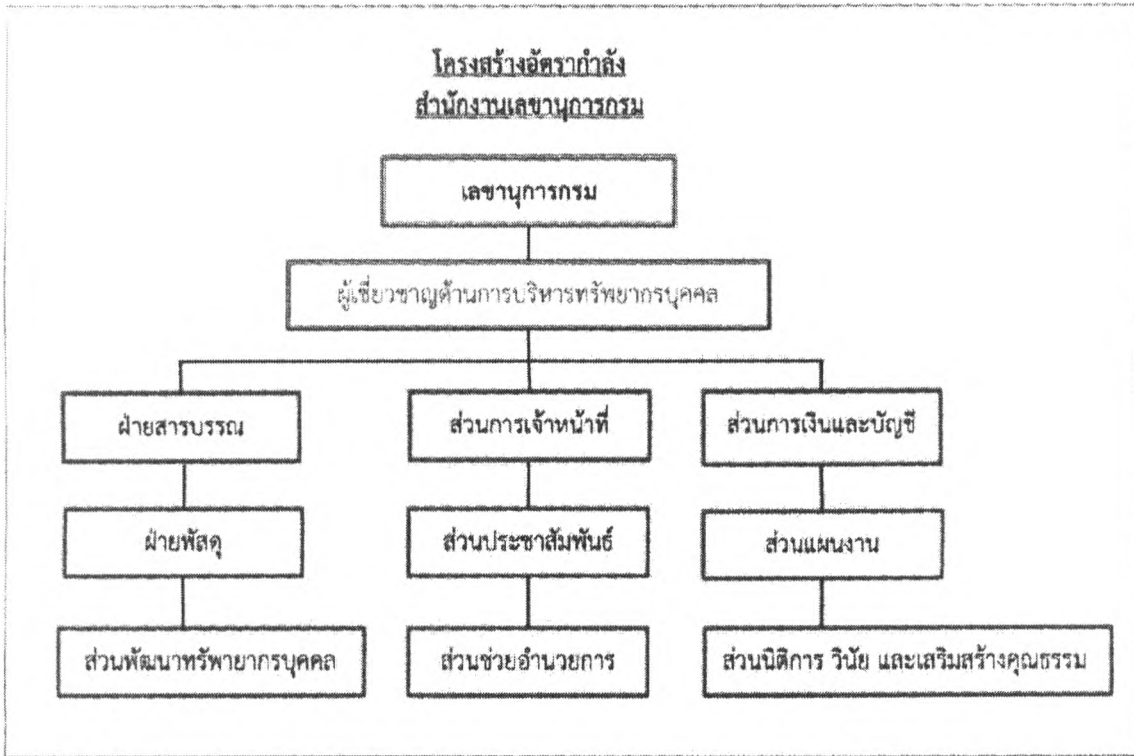 โครงสร้างอัตรากำลัง
สำนักงานเลขานุการกรม
เลขานุการกรม
ผู้เชี่ยวชาญด้านการบริหารทรัพยากรบุคคล
ฝ่ายสารบรรณ
ส่วนการเจ้าหน้าที่
ส่วนการเงินและบัญชี
ฝ่ายพัสดุ
ส่วนประชาสัมพันธ์
ส่วนแผนงาน
ส่วนพัฒนาทรัพายากรบุคคล
ส่วนช่วยอำนวยการ
ส่วนนิติการ วินัย และเสริมสร้างคุณธรรม